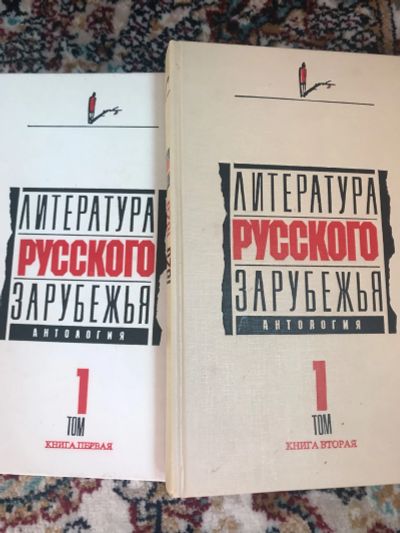 ЛИТЕРАТУРА
РУССКОГО
ЗАРУБЕЖЬЯ
АНТОЛОГИЯ
1
ТОМ
КНИГА ПЕРВАЯ
ЛИТЕРАТУРА
РУССКОГО
ЗАРУБЕЖЬЯ
АНТОЛОГИЯ
1
ТОМ
КНИГА ВТОРАЯ